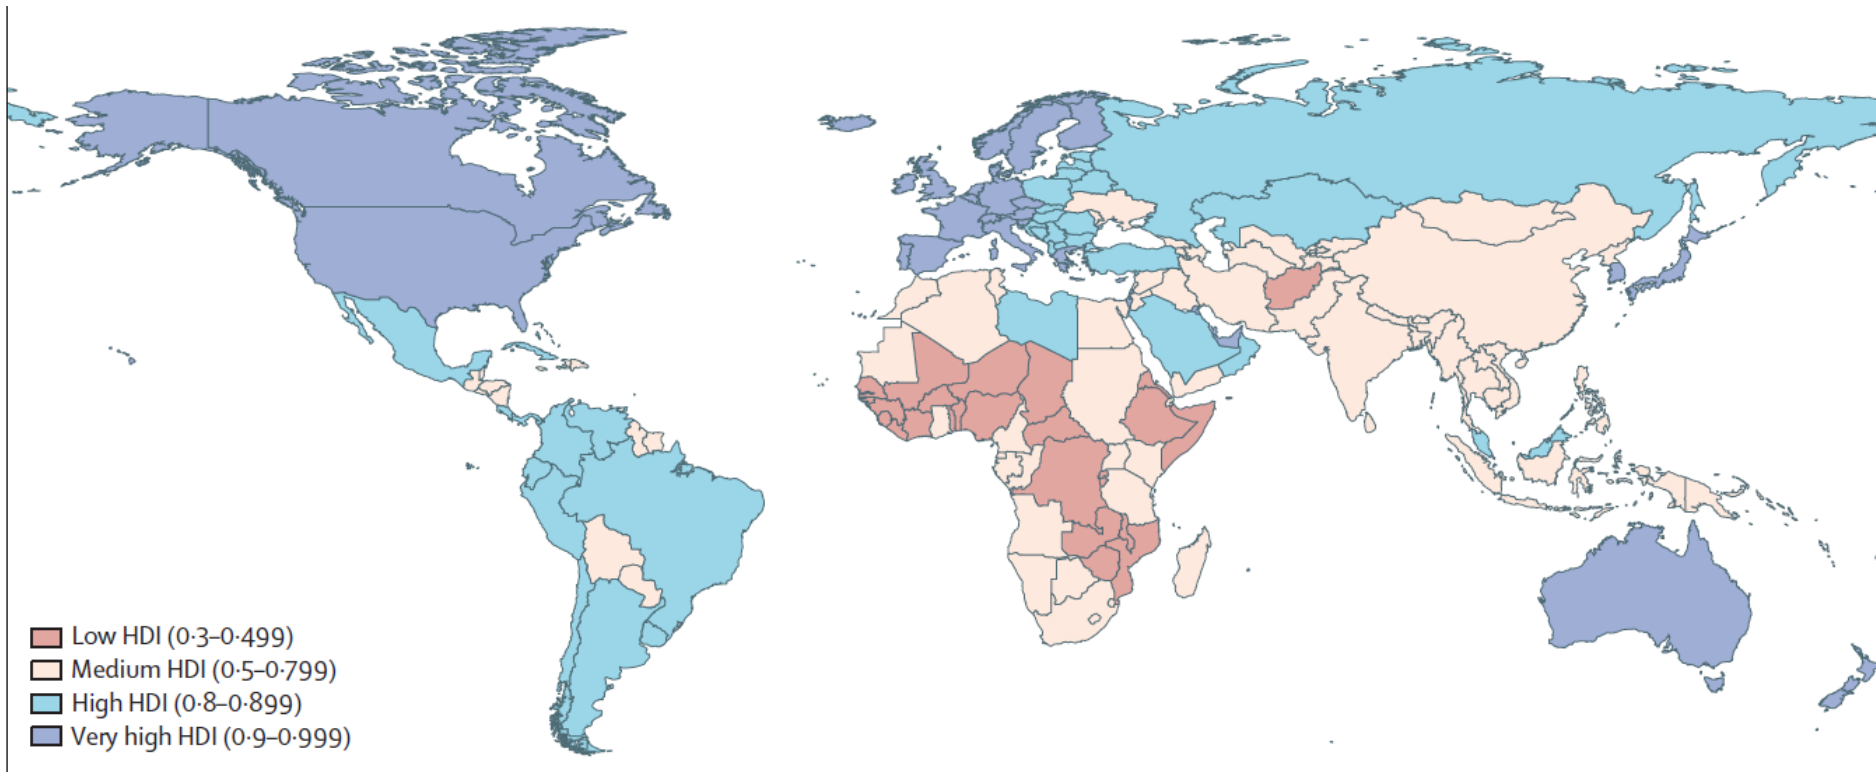 Low HDI (0·3–0·499)
Medium HDI (0·5–0·799)
High HDI (0·8–0·899)
Very high HDI (0·9–0·999)